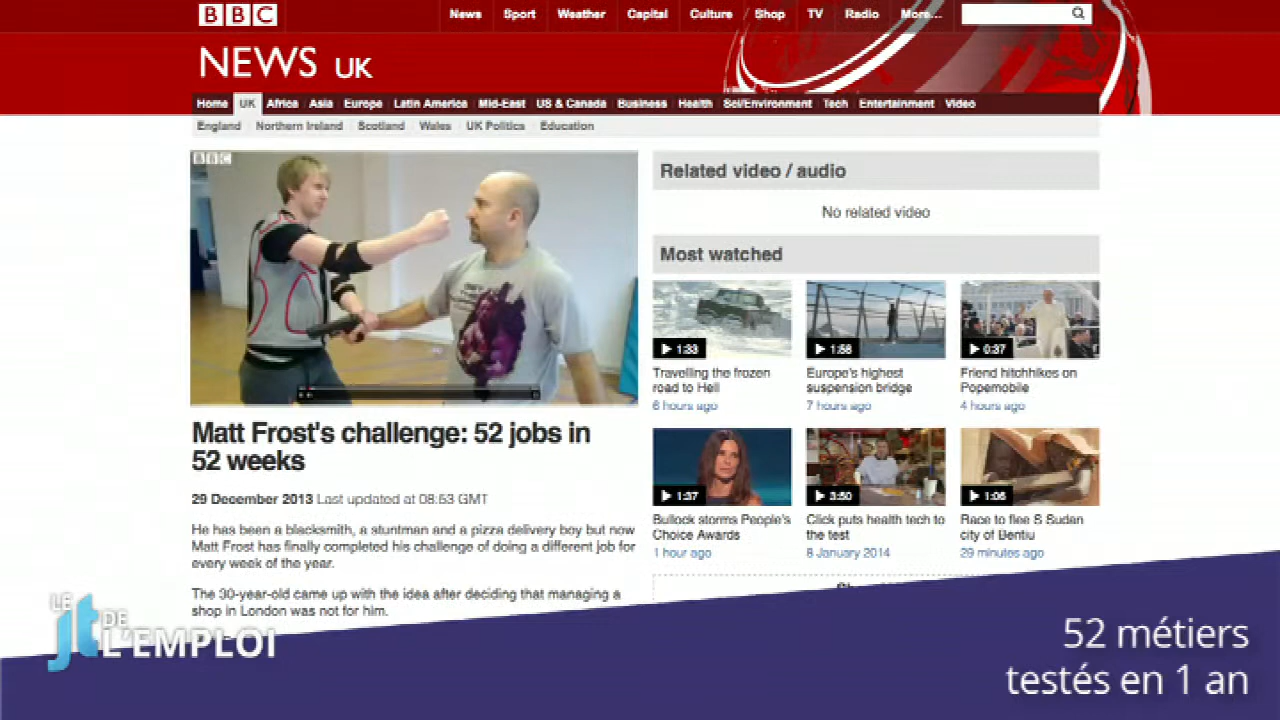 BBC
News Sport Weather Capital Culture Shop TV Radio More...
NEWS UK
Home UK Africa Asia Europe Latin America Mid-East US & Canada Business Health Sci/Environment Tech Entertainment Video
England Northern Ireland Scotland Wales UK Politics Education
BBC
Matt Frost's challenge: 52 jobs in
52 weeks
29 December 2013 Last updated at 08:53 GMT
He has been a blacksmith, a stuntman and a pizza delivery boy but now
Matt Frost has finally completed his challenge of doing a different job for
every week of the year.
The 30-year-old came up with the idea after deciding that managing a
shop in London was not for him.
Related video / audio
No related video
Most watched
1:33
1:58
0:37
Travelling the frozen
road to Hell
6 hours ago
Europe's highest
suspension bridge
7 hours ago
Friend hitchhikes on
Popemobile
4 hours ago
1:37
3:50
1:06
Bullock storms People's
Choice Awards
1 hour ago
Click puts health tech to
the test
8 January 2014
Race to flee S Sudan
city of Bentiu
29 minutes ago
LE
jt DE
L'EMPLOI
52 métiers
testés en 1 an